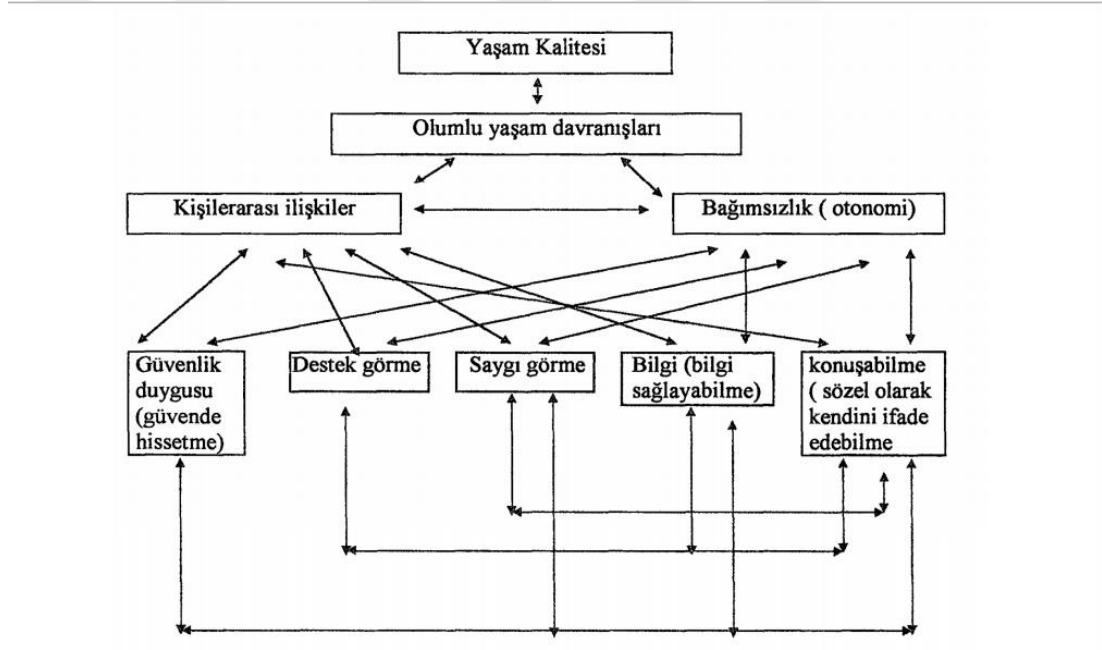 Yaşam Kalitesi
Olumlu yaşam davranışları
Kişilerarası ilişkiler
Bağımsızlık ( otonomi)
Güvenlik
duygusu
(güvende
hissetme)
Destek görme
Saygı görme
Bilgi (bilgi
sağlayabilme)
konuşabilme
( sözel olarak
kendini ifade
edebilme